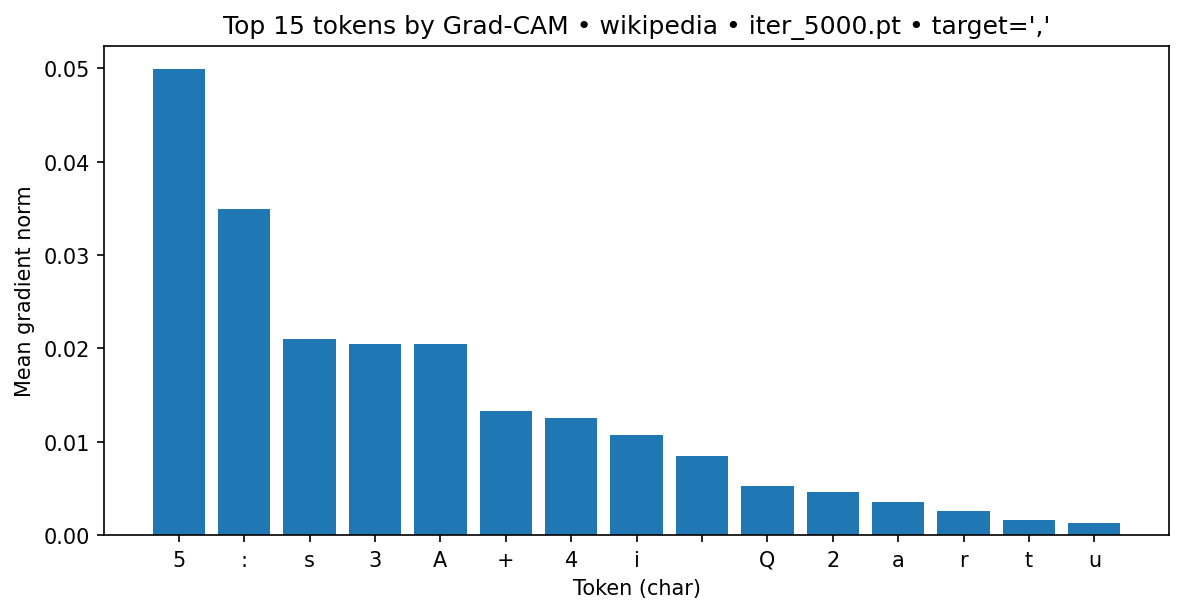 Top 15 tokens by Grad-CAM • wikipedia • iter_5000.pt • target=','
Mean gradient norm
0.05
0.04
0.03
0.02
0.01
0.00
5 : s 3 A + 4 i Q 2 a r t u
Token (char)